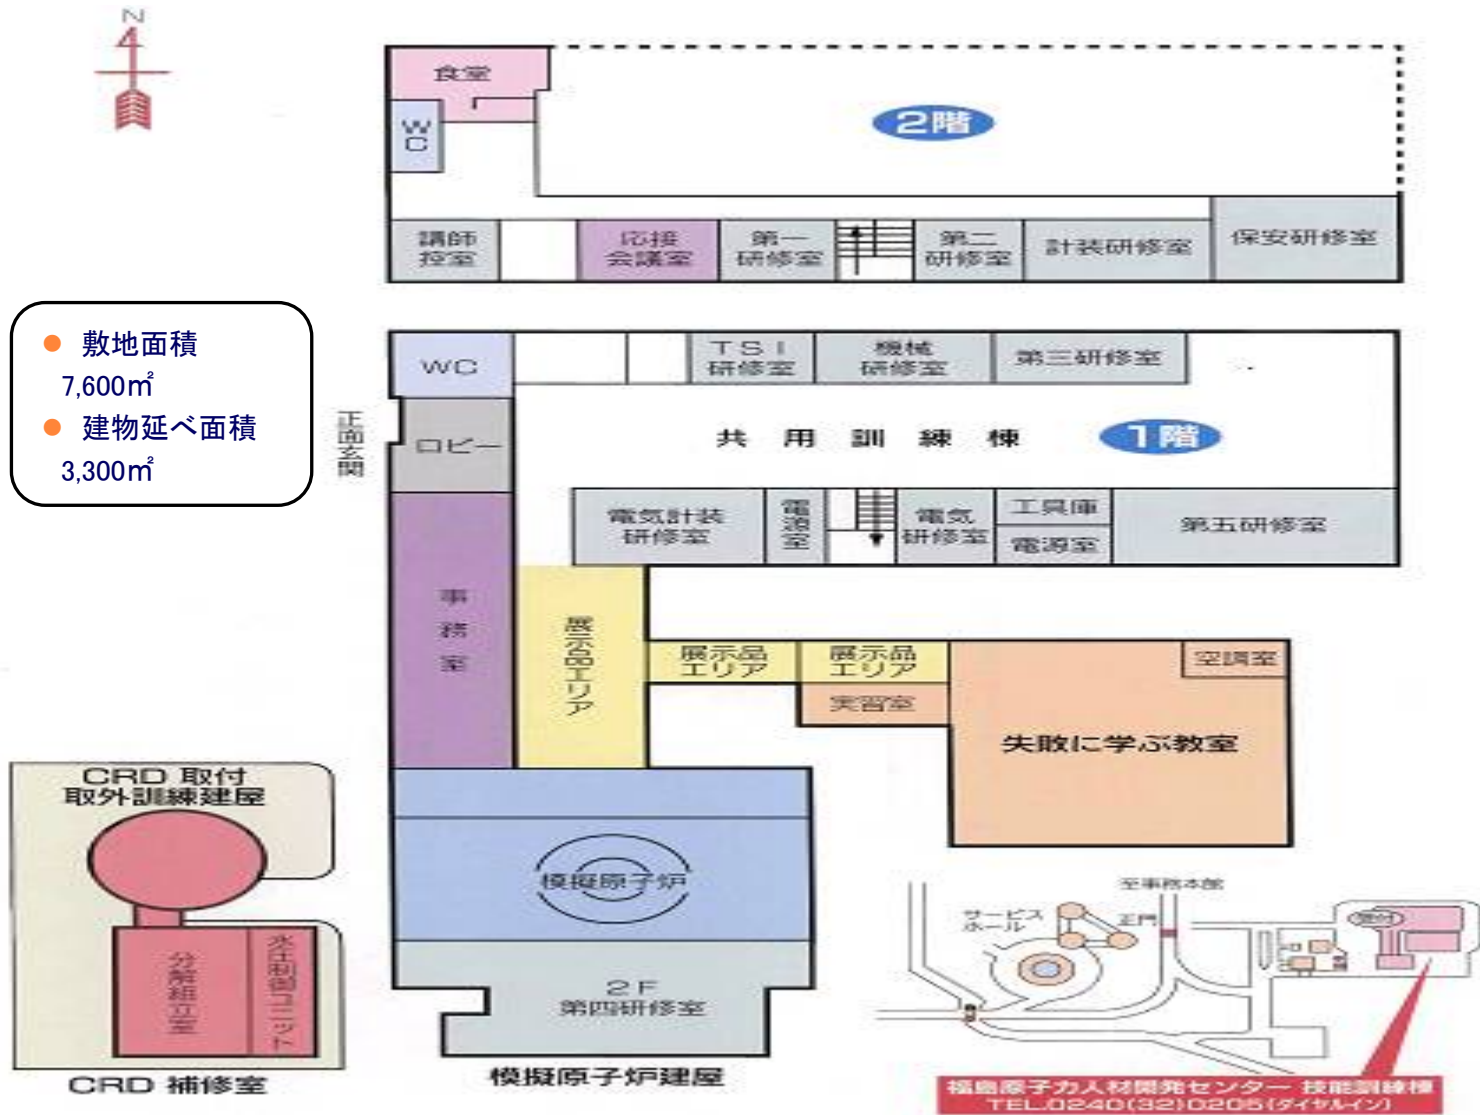 N
食堂
WC
2階
講師
控室
応接
会議室
第一
研修室
第二
研修室
計装研修室
保安研修室
● 敷地面積
7,600㎡
● 建物延べ面積
3,300㎡
WC
TSI
研修室
機械
研修室
第三研修室
正面玄関
ロビー
共用訓練棟
1階
電気計装
研修室
電源室
電気
研修室
工具庫
電源室
第五研修室
事務室
展示品エリア
展示品
エリア
展示品
エリア
実習室
空調室
失敗に学ぶ教室
CRD 取付
取外訓練建屋
模擬原子炉
分解組立室
水圧制御ユニット
CRD 補修室
2F
第四研修室
模擬原子炉建屋
至事務本館
サービス
ホール
正門
受付
福島原子力人材開発センター 技能訓練棟
TEL.0240(32)0205(ダイヤルイン)